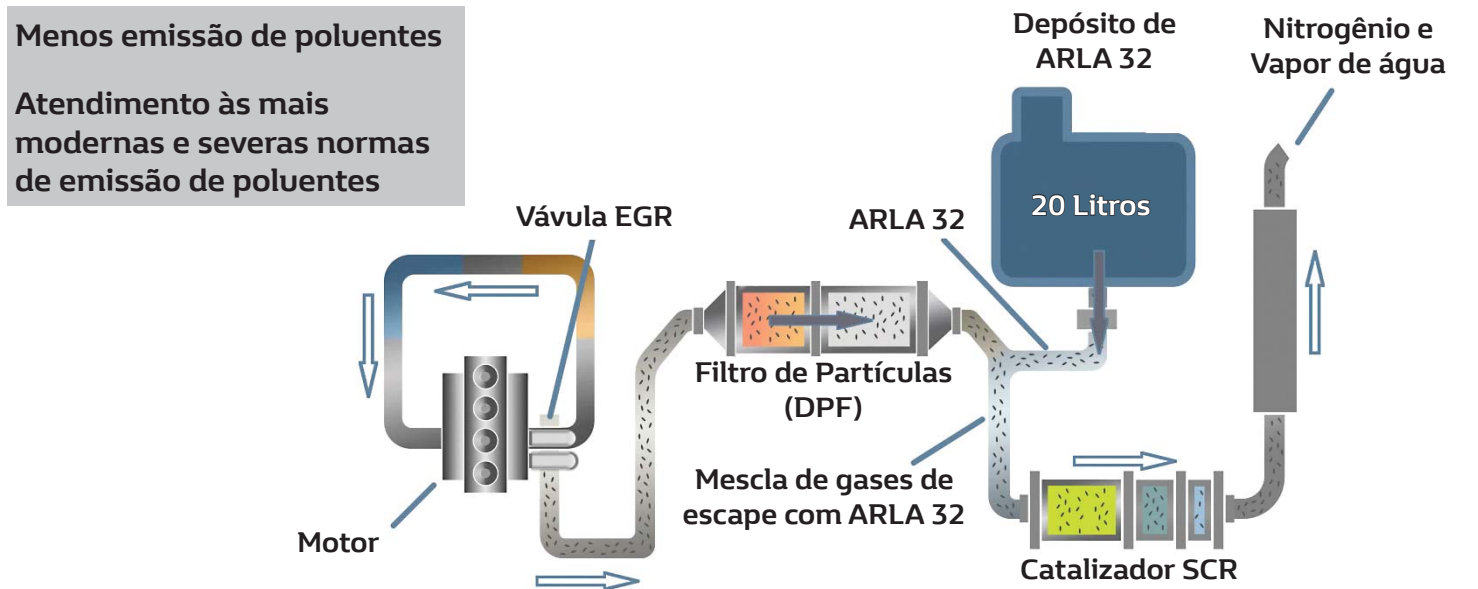 Menos emissão de poluentes
Atendimento às mais
modernas e severas normas
de emissão de poluentes
Depósito de
ARLA 32
Nitrogênio e
Vapor de água
20 Litros
Vávula EGR
ARLA 32
Filtro de Partículas
(DPF)
Mescla de gases de
escape com ARLA 32
Motor
Catalizador SCR